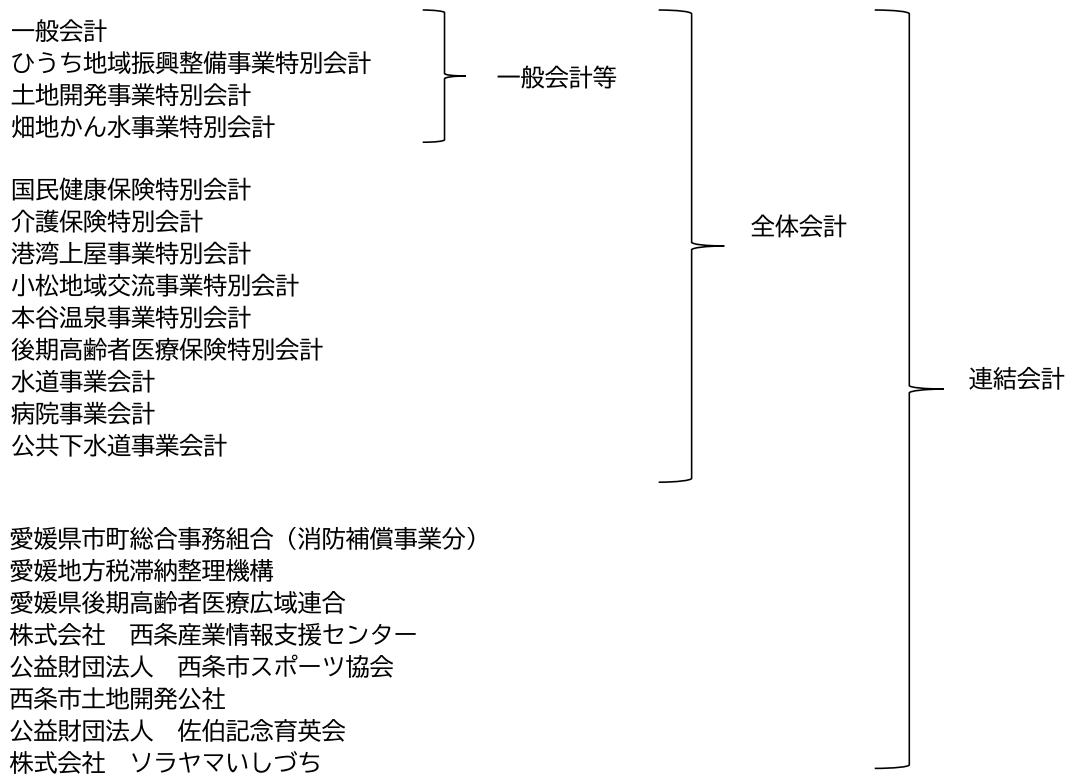 一般会計
ひうち地域振興整備事業特別会計
土地開発事業特別会計
畑地かん水事業特別会計
一般会計等
国民健康保険特別会計
介護保険特別会計
港湾上屋事業特別会計
小松地域交流事業特別会計
本谷温泉事業特別会計
後期高齢者医療保険特別会計
水道事業会計
病院事業会計
公共下水道事業会計
全体会計
愛媛県市町総合事務組合（消防補償事業分）
愛媛地方税滞納整理機構
愛媛県後期高齢者医療広域連合
株式会社　西条産業情報支援センター
公益財団法人　西条市スポーツ協会
西条市土地開発公社
公益財団法人　佐伯記念育英会
株式会社　ソラヤマいしづち
連結会計